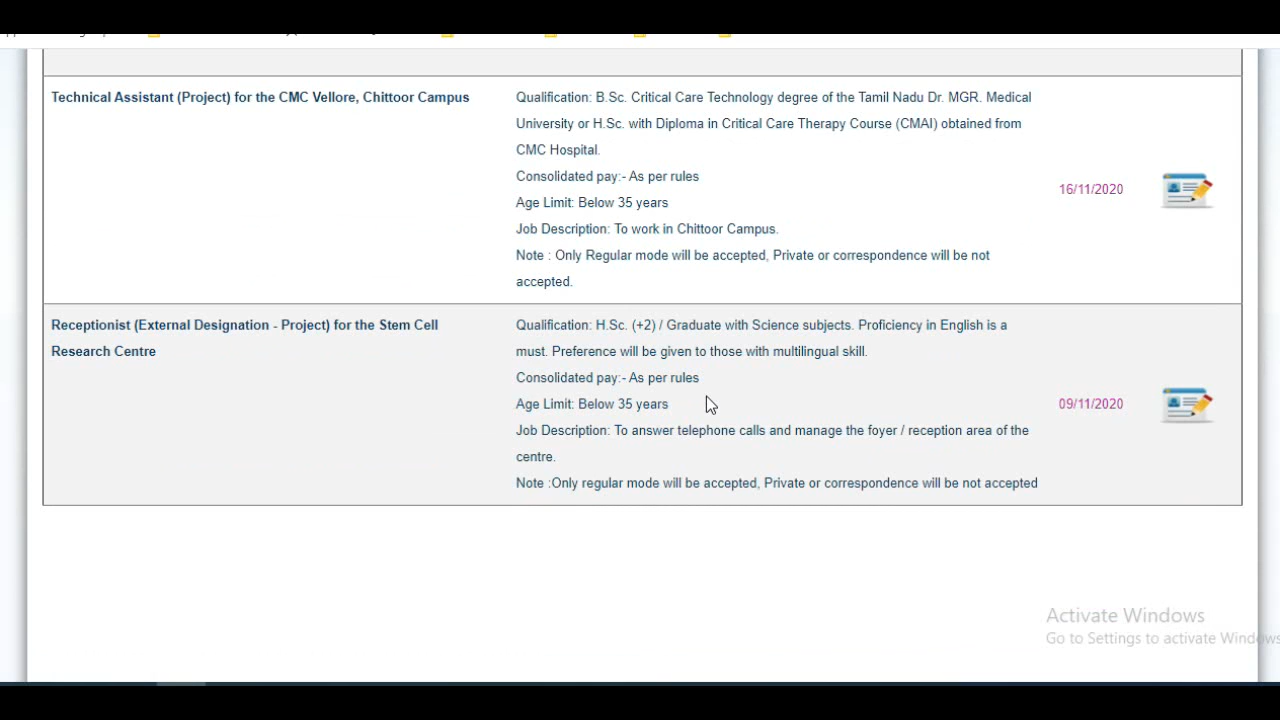 Technical Assistant (Project) for the CMC Vellore, Chittoor Campus
Qualification: B.Sc. Critical Care Technology degree of the Tamil Nadu Dr. MGR. Medical
University or H.Sc. with Diploma in Critical Care Therapy Course (CMAI) obtained from
CMC Hospital.
Consolidated pay:- As per rules
Age Limit: Below 35 years
Job Description: To work in Chittoor Campus.
Note : Only Regular mode will be accepted, Private or correspondence will be not
accepted.
16/11/2020
Receptionist (External Designation - Project) for the Stem Cell
Research Centre
Qualification: H.Sc. (+2) / Graduate with Science subjects. Proficiency in English is a
must. Preference will be given to those with multilingual skill.
Consolidated pay:- As per rules
Age Limit: Below 35 years
Job Description: To answer telephone calls and manage the foyer / reception area of the
centre.
Note :Only regular mode will be accepted, Private or correspondence will be not accepted
09/11/2020
Activate Windows
Go to Settings to activate Windows